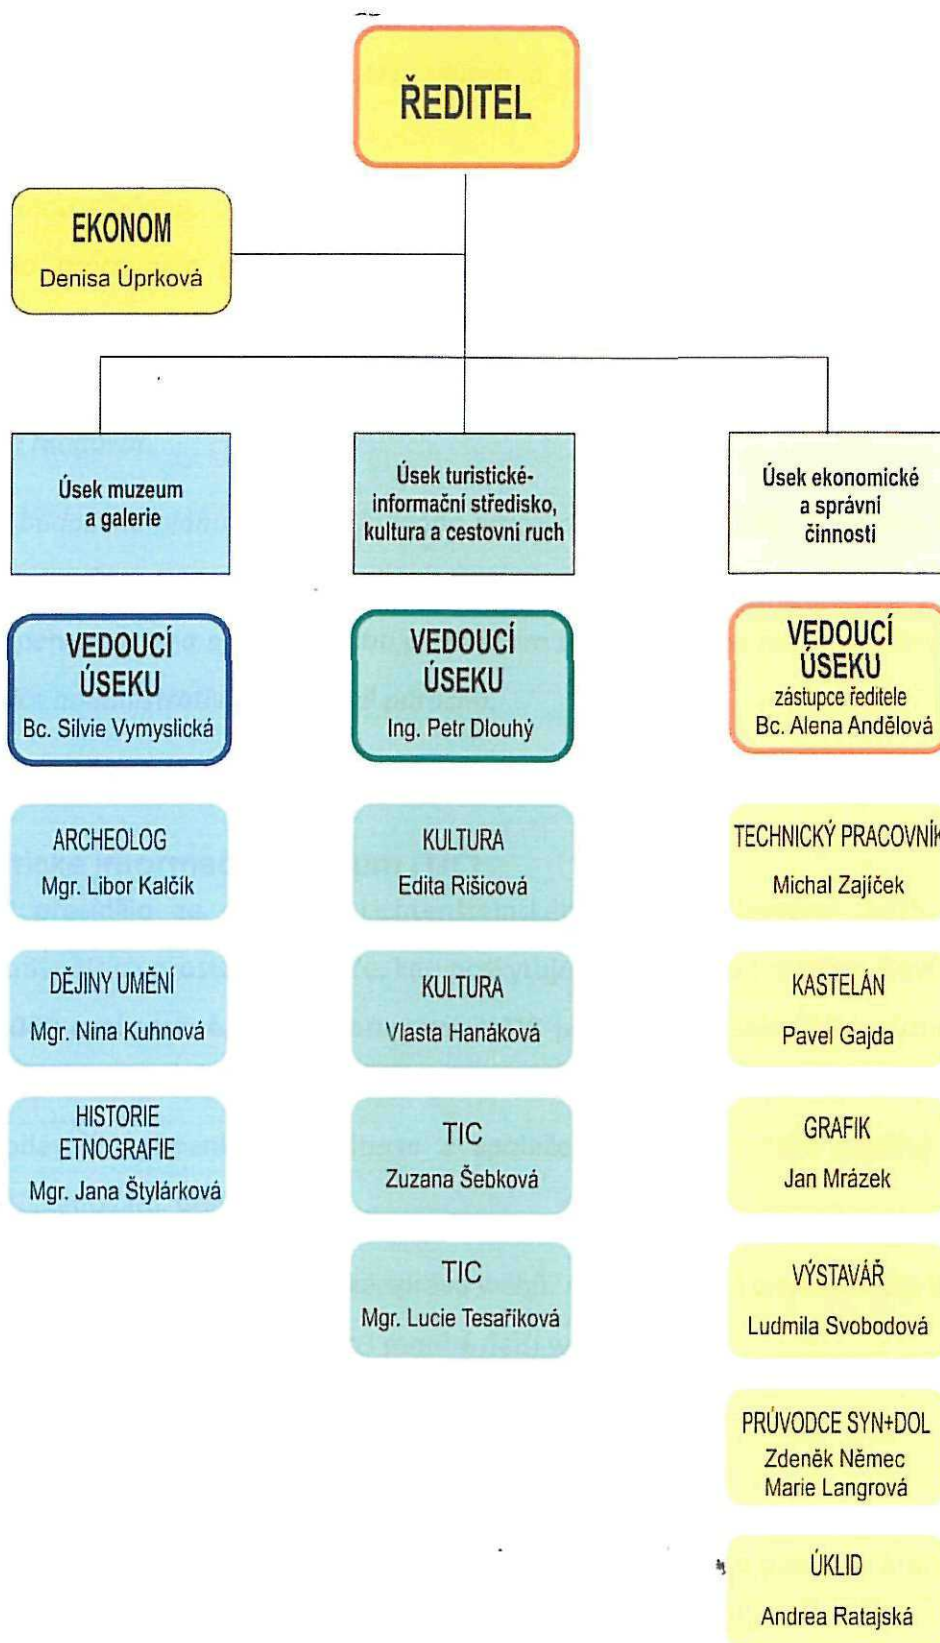 ŘEDITEL
EKONOM
Denisa Úprková
Úsek muzeum
a galerie
Úsek turistické-
informační středisko,
kultura a cestovní ruch
Úsek ekonomické
a správní
činnosti
VEDOUCÍ
ÚSEKU
Bc. Silvie Vymyslická
VEDOUCÍ
ÚSEKU
Ing. Petr Dlouhý
VEDOUCÍ
ÚSEKU
zástupce ředitele
Bc. Alena Andělová
ARCHEOLOG
Mgr. Libor Kalčík
KULTURA
Edita Rišicová
TECHNICKÝ PRACOVNÍK
Michal Zajíček
DĚJINY UMĚNÍ
Mgr. Nina Kuhnová
KULTURA
Vlasta Hanáková
KASTELÁN
Pavel Gajda
HISTORIE
ETNOGRAFIE
Mgr. Jana Štylárková
TIC
Zuzana Šebková
GRAFIK
Jan Mrázek
TIC
Mgr. Lucie Tesaříková
VÝSTAVÁŘ
Ludmila Svobodová
PRŮVODCE SYN+DOL
Zdeněk Němec
Marie Langrová
ÚKLID
Andrea Ratajská